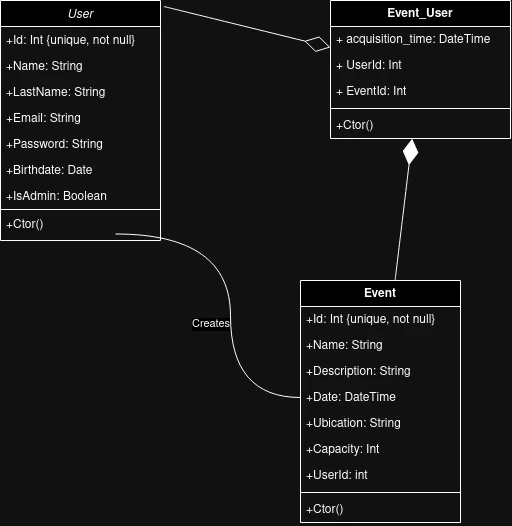 User
+Id: Int {unique, not null}
+Name: String
+LastName: String
+Email: String
+Password: String
+Birthdate: Date
+IsAdmin: Boolean
+Ctor()
Event_User
+ acquisition_time: DateTime
+ UserId: Int
+ EventId: Int
+Ctor()
Creates
Event
+Id: Int {unique, not null}
+Name: String
+Description: String
+Date: DateTime
+Ubication: String
+Capacity: Int
+UserId: int
+Ctor()